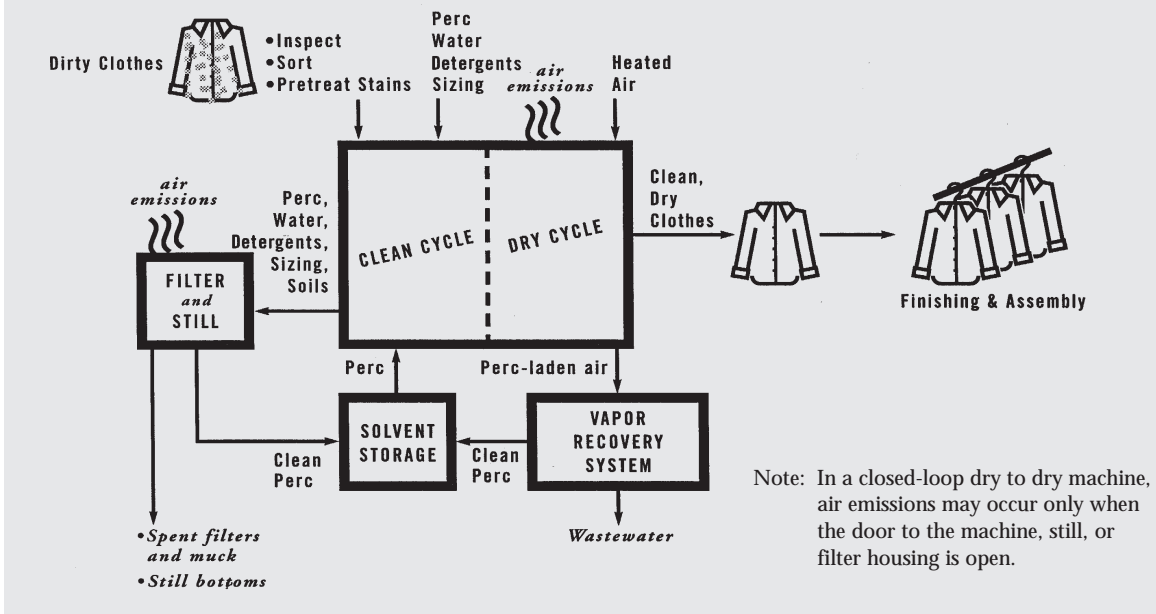 Dirty Clothes
•Inspect
•Sort
•Pretreat Stains
Perc
Water
Detergents
Sizing
air
emissions
Heated
Air
CLEAN CYCLE
DRY CYCLE
Clean,
Dry
Clothes
Finishing & Assembly
air
emissions
Perc,
Water,
Detergents,
Sizing,
Soils
FILTER
and
STILL
Perc
Perc-laden air
SOLVENT
STORAGE
VAPOR
RECOVERY
SYSTEM
Clean
Perc
Clean
Perc
•Spent filters
and muck
•Still bottoms
Wastewater
Note: In a closed-loop dry to dry machine,
air emissions may occur only when
the door to the machine, still, or
filter housing is open.